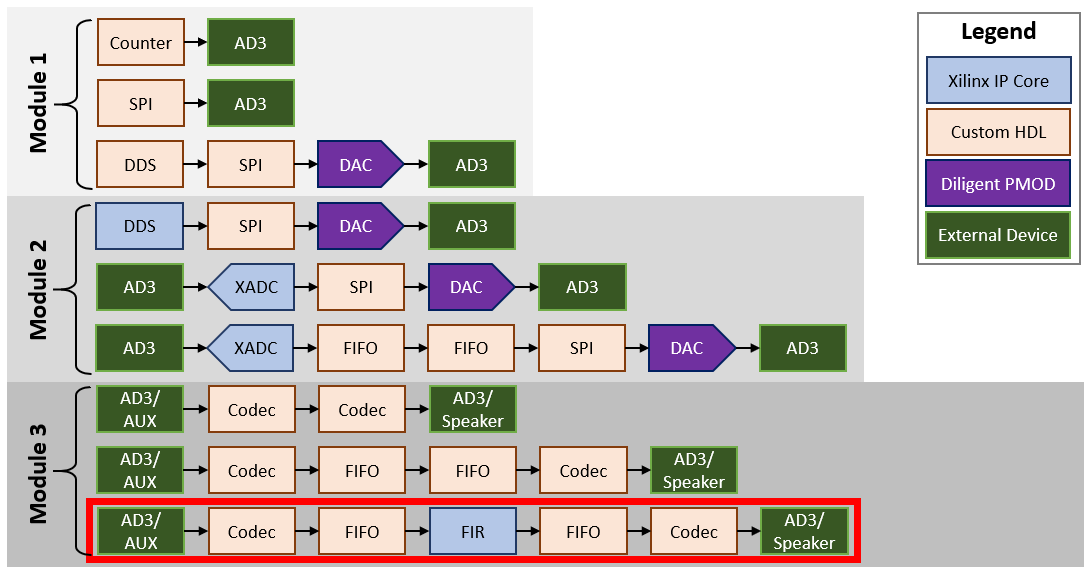 Module 1
Counter
AD3
SPI
AD3
DDS
SPI
DAC
AD3
Module 2
DDS
SPI
DAC
AD3
AD3
XADC
SPI
DAC
AD3
AD3
XADC
FIFO
FIFO
SPI
DAC
AD3
Module 3
AD3/
AUX
Codec
Codec
AD3/
Speaker
AD3/
AUX
Codec
FIFO
FIFO
Codec
AD3/
Speaker
AD3/
AUX
Codec
FIFO
FIR
FIFO
Codec
AD3/
Speaker
Legend
Xilinx IP Core
Custom HDL
Diligent PMOD
External Device